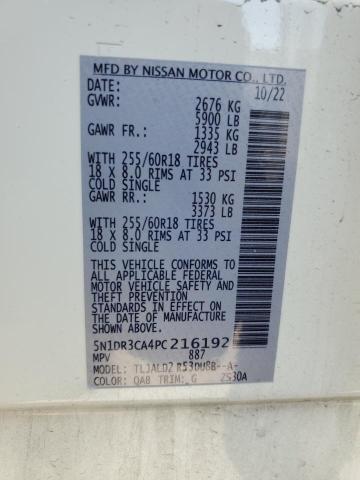 MFD BY NISSAN MOTOR CO., LTD.
DATE: 10/22
GVWR: 2676 KG
5900 LB
GAWR FR.: 1335 KG
2943 LB
WITH 255/60R18 TIRES
18 X 8.0 RIMS AT 33 PSI
COLD SINGLE
GAWR RR.: 1530 KG
3373 LB
WITH 255/60R18 TIRES
18 X 8.0 RIMS AT 33 PSI
COLD SINGLE
THIS VEHICLE CONFORMS TO
ALL APPLICABLE FEDERAL
MOTOR VEHICLE SAFETY AND
THEFT PREVENTION
STANDARDS IN EFFECT ON
THE DATE OF MANUFACTURE
SHOWN ABOVE.
5N1DR3CA4PC216192
MPV 887
MODEL:
COLOR: QAB TRIM: G